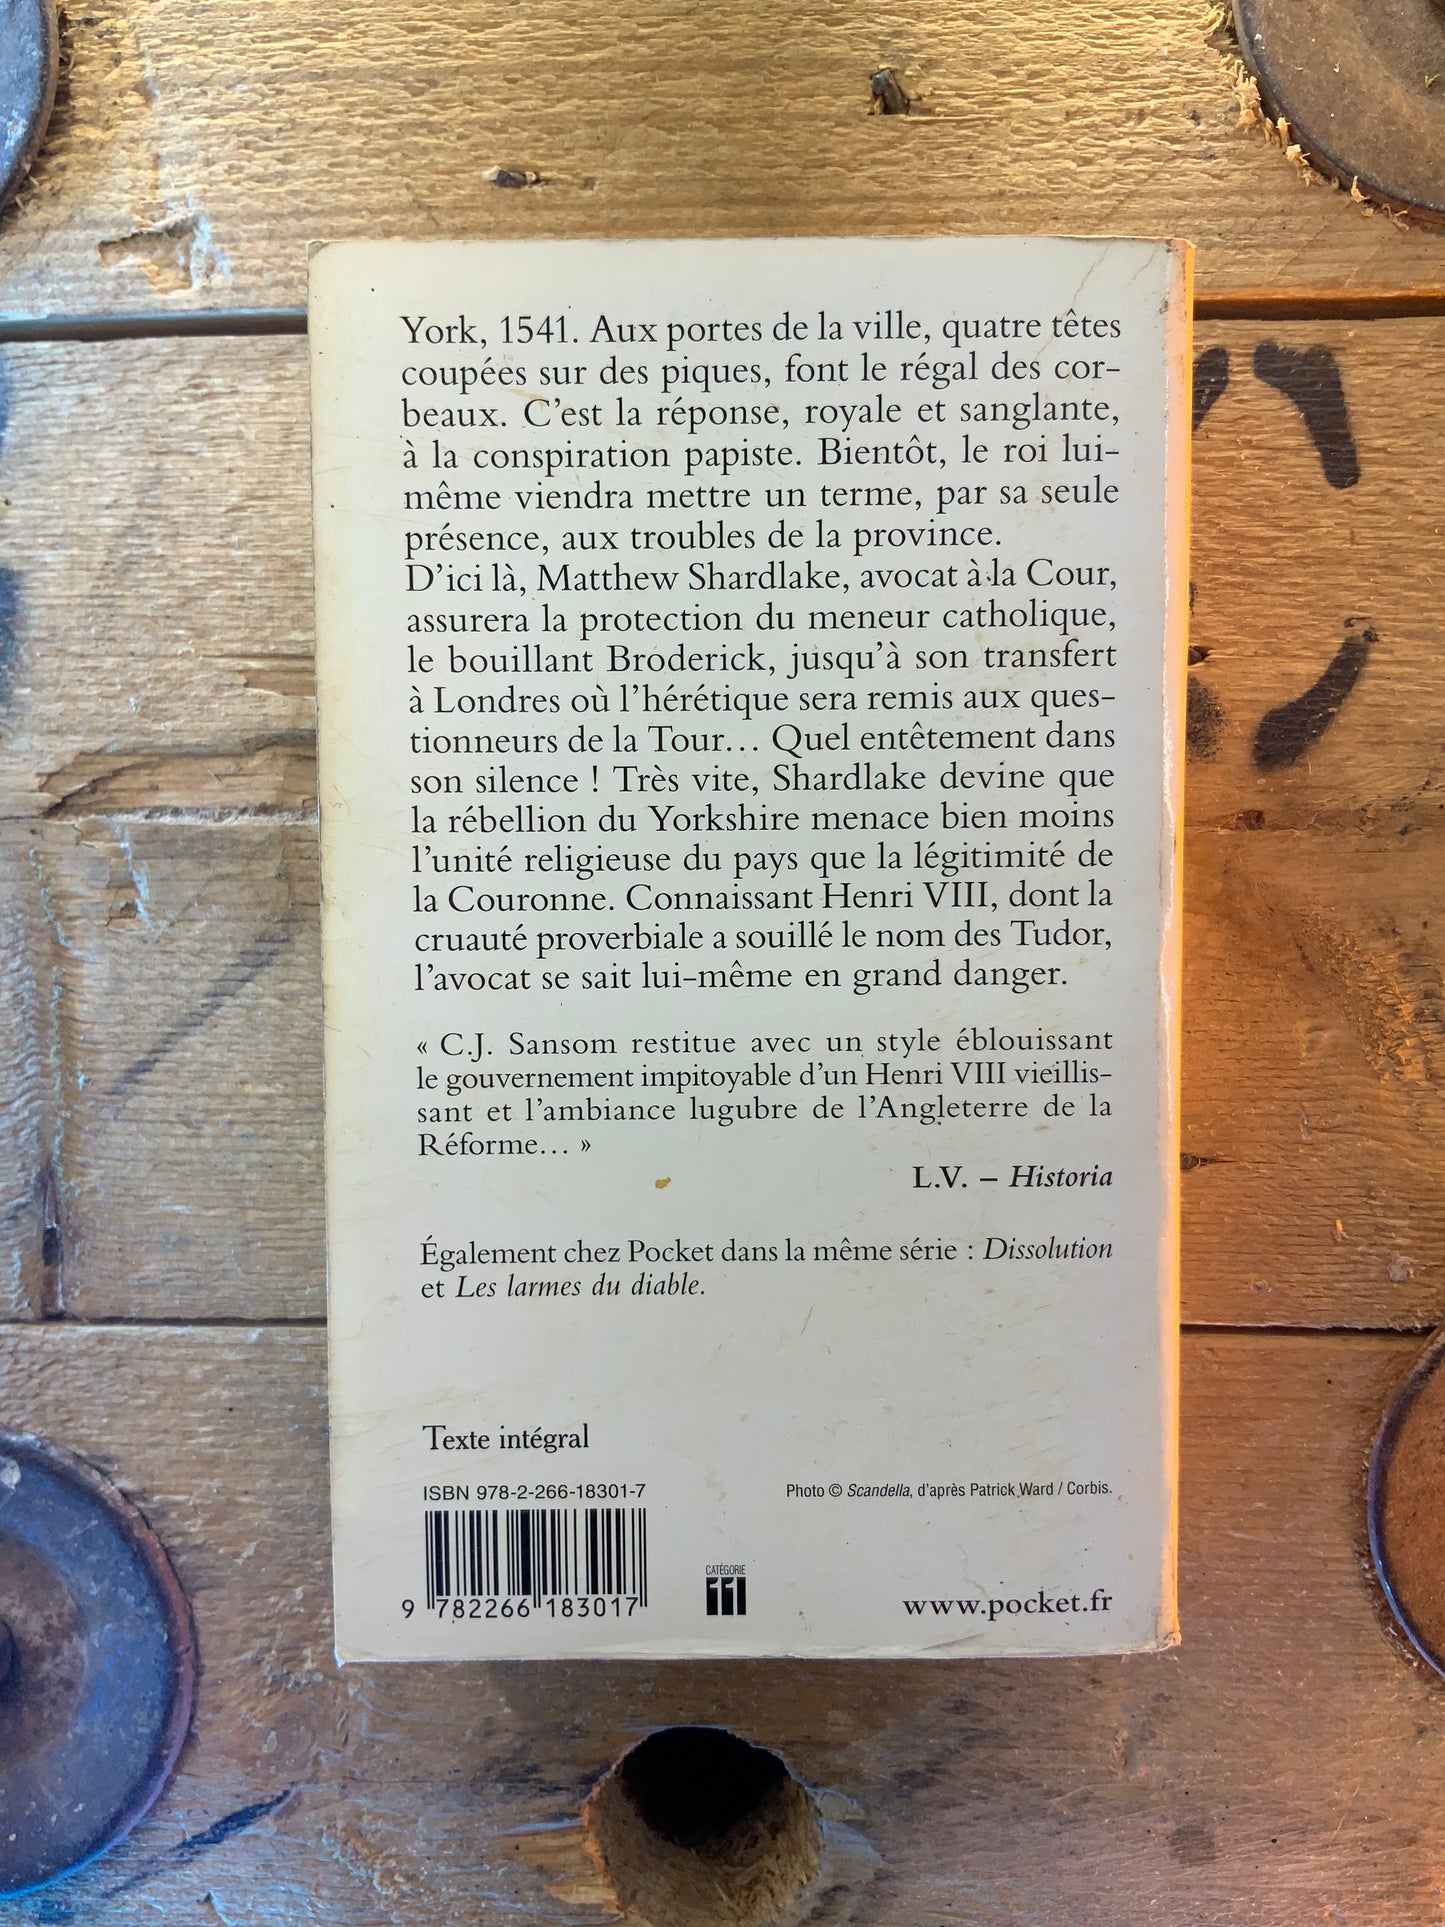 York, 1541. Aux portes de la ville, quatre têtes
coupées sur des piques, font le régal des cor-
beaux. C'est la réponse, royale et sanglante,
à la conspiration papiste. Bientôt, le roi lui-
même viendra mettre un terme, par sa seule
présence, aux troubles de la province.
D'ici là, Matthew Shardlake, avocat à la Cour,
assurera la protection du meneur catholique,
le bouillant Broderick, jusqu'à son transfert
à Londres où l'hérétique sera remis aux ques-
tionneurs de la Tour... Quel entêtement dans
son silence ! Très vite, Shardlake devine que
la rébellion du Yorkshire menace bien moins
l'unité religieuse du pays que la légitimité de
la Couronne. Connaissant Henri VIII, dont la
cruauté proverbiale a souillé le nom des Tudor,
l'avocat se sait lui-même en grand danger.
« C.J. Sansom restitue avec un style éblouissant
le gouvernement impitoyable d'un Henri VIII vieillis-
sant et l'ambiance lugubre de l'Angleterre de la
Réforme... »
L.V. – Historia
Également chez Pocket dans la même série : Dissolution
et Les larmes du diable.
Texte intégral
ISBN 978-2-266-18301-7
Photo © Scandella, d'après Patrick Ward / Corbis.
CATÉGORIE
9 782266 183017
www.pocket.fr